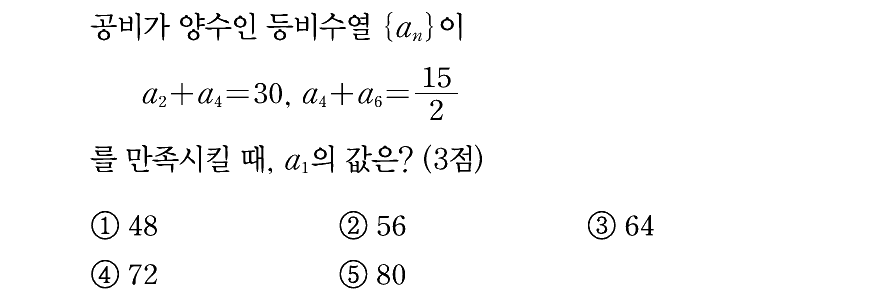 공비가 양수인 등비수열 {aₙ}이
a₂+a₄=30, a₄+a₆=15/2
를 만족시킬 때, a₁의 값은? (3점)
① 48 ② 56 ③ 64
④ 72 ⑤ 80